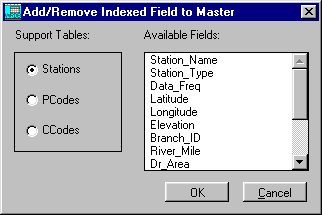 Add/Remove Indexed Field to Master
Support Tables:
Available Fields:
Stations
PCodes
CCodes
Station_Name
Station_Type
Data_Freq
Latitude
Longitude
Elevation
Branch_ID
River_Mile
Dr_Area
OK
Cancel